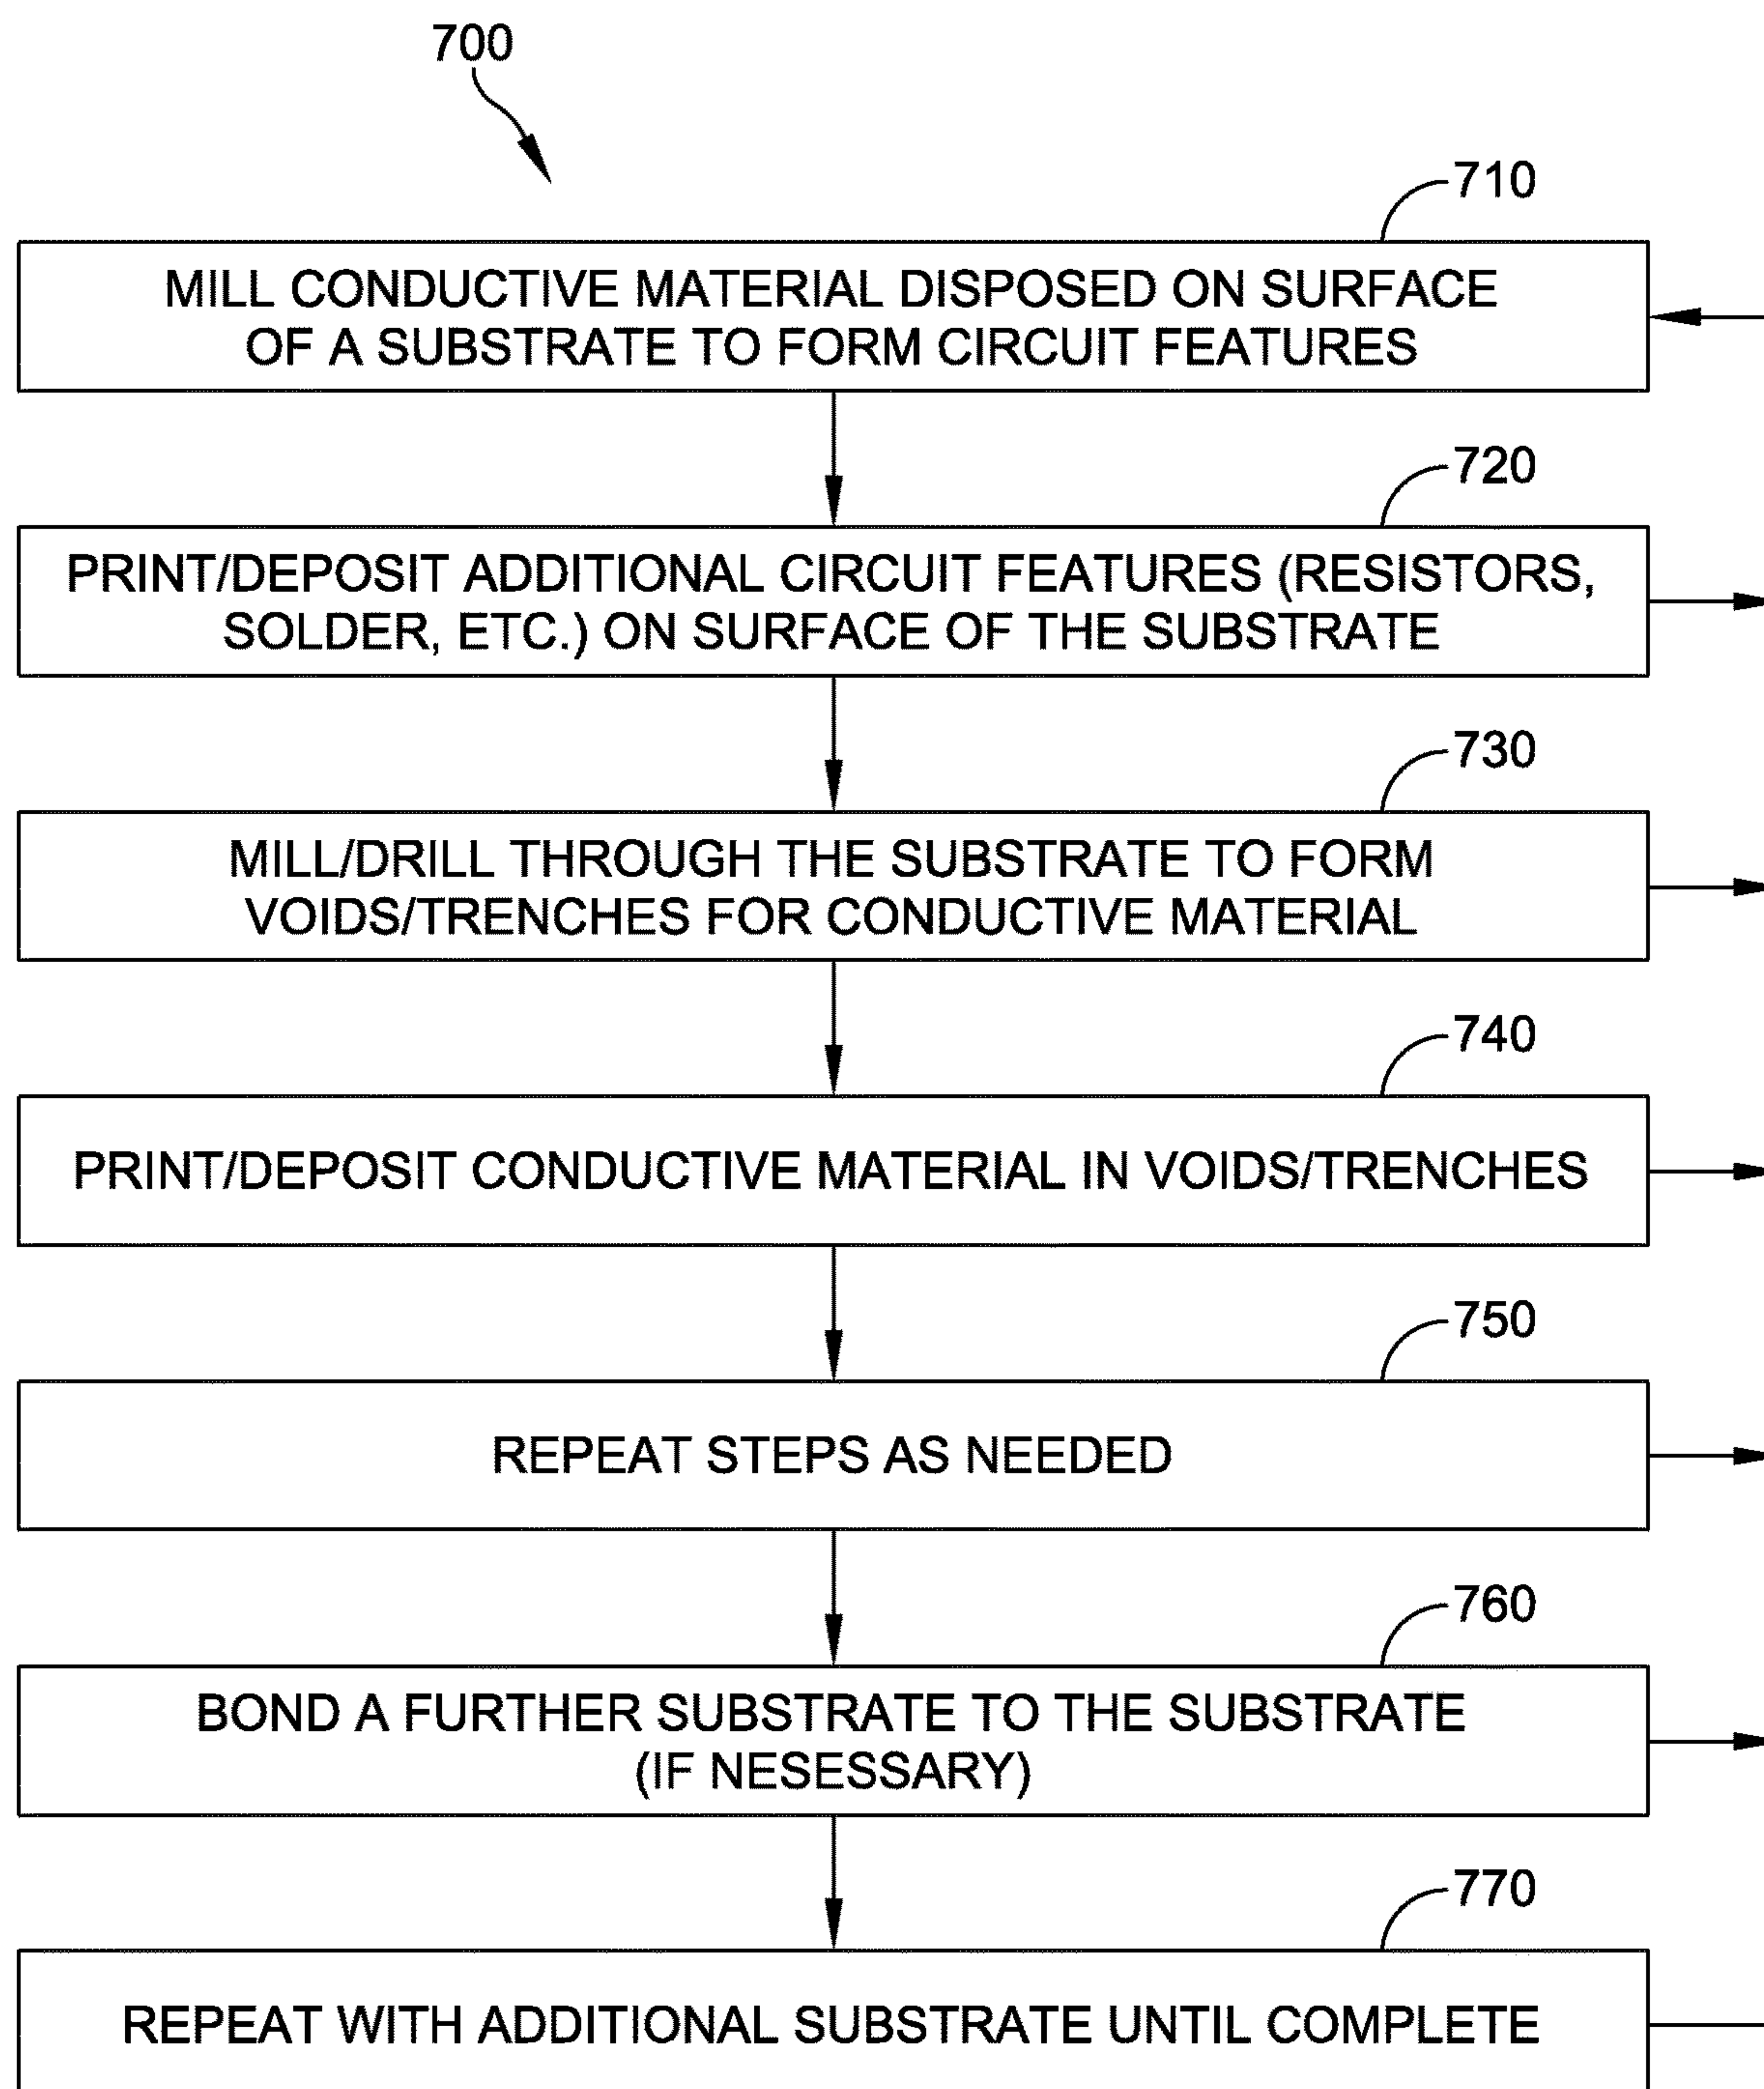 700
710
MILL CONDUCTIVE MATERIAL DISPOSED ON SURFACE
OF A SUBSTRATE TO FORM CIRCUIT FEATURES
720
PRINT/DEPOSIT ADDITIONAL CIRCUIT FEATURES (RESISTORS,
SOLDER, ETC.) ON SURFACE OF THE SUBSTRATE
730
MILL/DRILL THROUGH THE SUBSTRATE TO FORM
VOIDS/TRENCHES FOR CONDUCTIVE MATERIAL
740
PRINT/DEPOSIT CONDUCTIVE MATERIAL IN VOIDS/TRENCHES
750
REPEAT STEPS AS NEEDED
760
BOND A FURTHER SUBSTRATE TO THE SUBSTRATE
(IF NESESSARY)
770
REPEAT WITH ADDITIONAL SUBSTRATE UNTIL COMPLETE